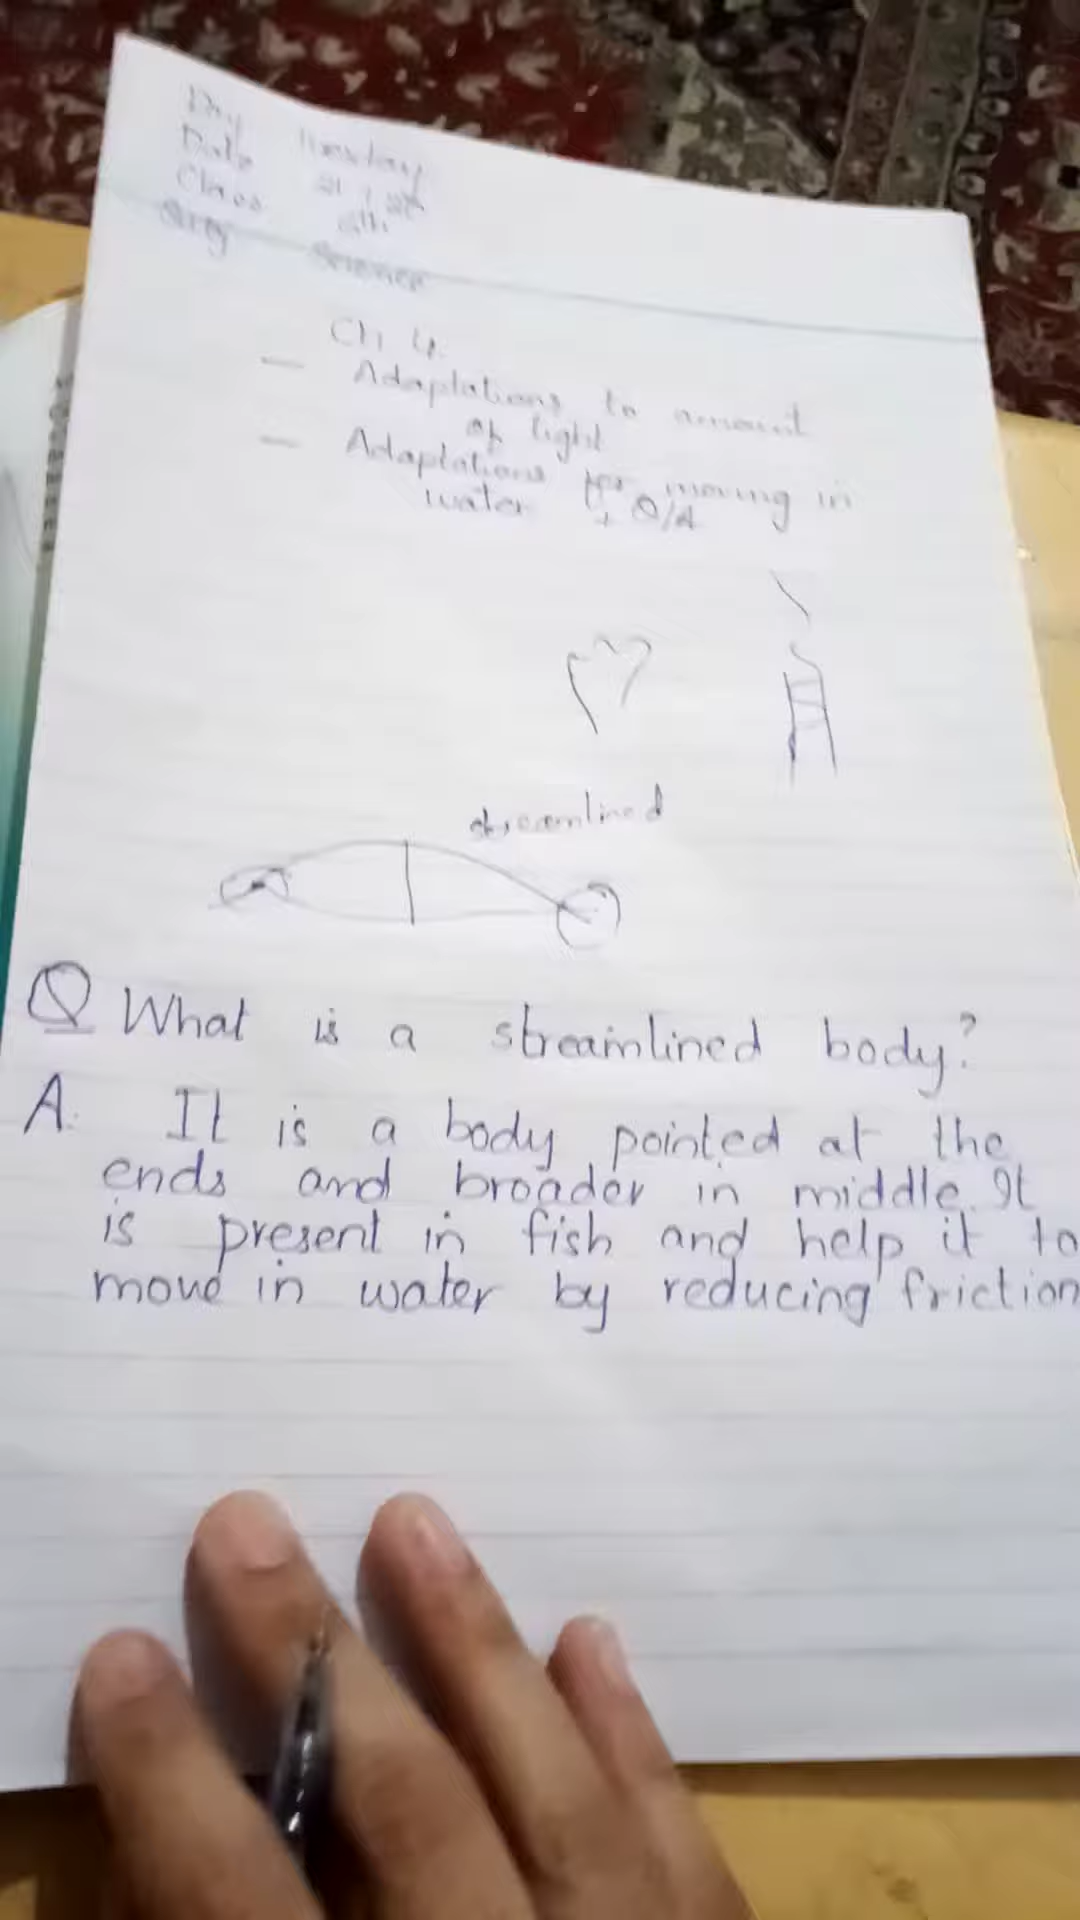 Day Tuesday
Date
Class 6th
Science
Ch 4.
— Adaptations to amount
of light
— Adaptations for moving in
water + Q/A
streamlined
Q What is a streamlined body?
A. It is a body pointed at the
ends and broader in middle. It
is present in fish and help it to
move in water by reducing friction